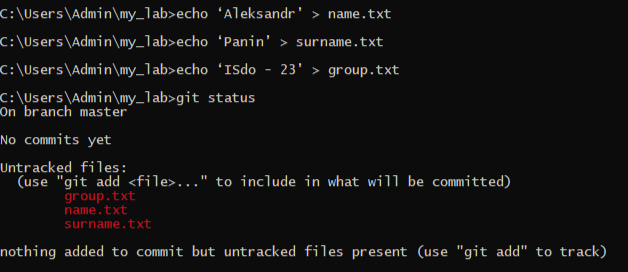 C:\Users\Admin\my_lab>echo ‘Aleksandr’ > name.txt
C:\Users\Admin\my_lab>echo ‘Panin’ > surname.txt
C:\Users\Admin\my_lab>echo ‘ISdo - 23’ > group.txt
C:\Users\Admin\my_lab>git status
On branch master
No commits yet
Untracked files:
(use "git add <file>..." to include in what will be committed)
group.txt
name.txt
surname.txt
nothing added to commit but untracked files present (use "git add" to track)